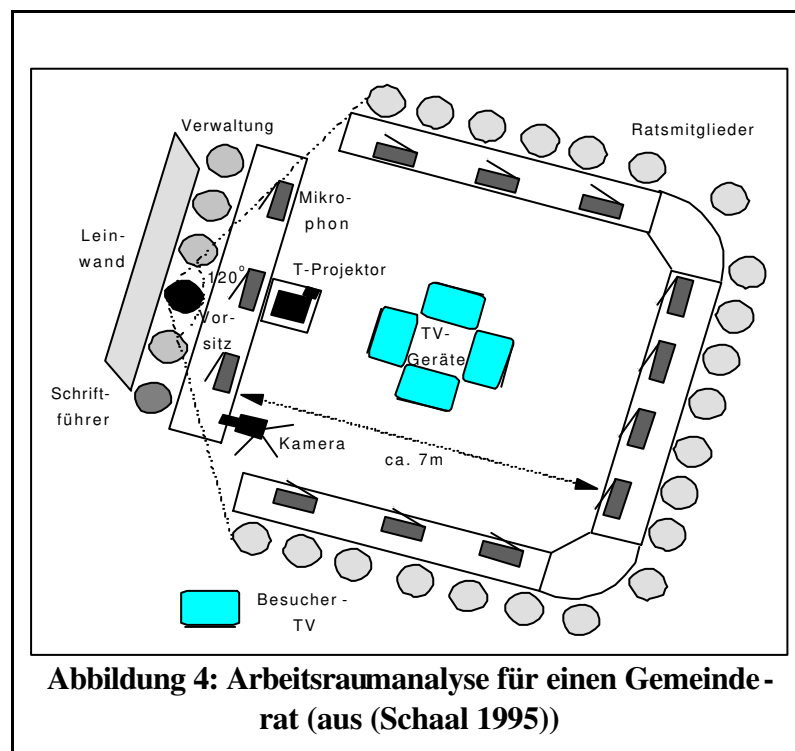 Verwaltung
Ratsmitglieder
Mikro-
phon
Lein-
wand
T-Projektor
120°
Vor-
sitz
TV-
Geräte
Schrift-
führer
Kamera
ca. 7m
Besucher -
TV
Abbildung 4: Arbeitsraumanalyse für einen Gemeinde -
rat (aus (Schaal 1995))